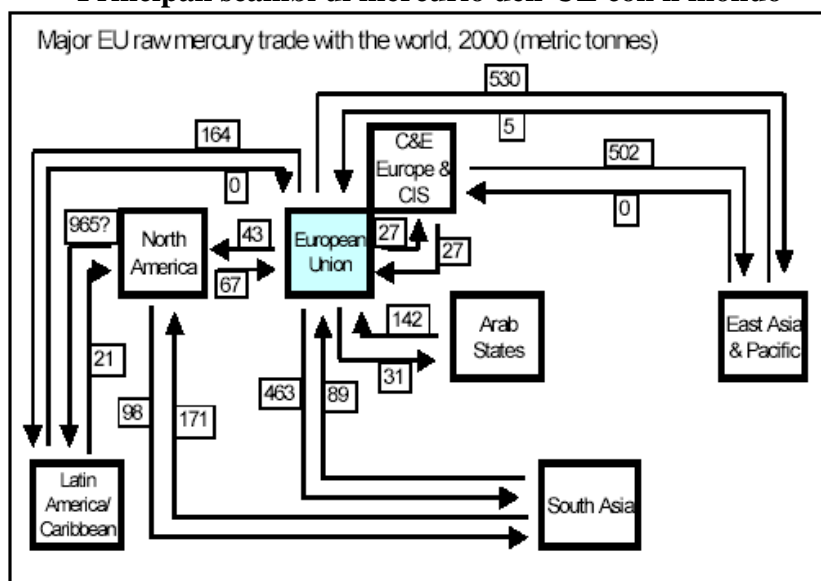 Principali scambi di mercurio dell'UE con il mondo
Major EU raw mercury trade with the world, 2000 (metric tonnes)
530
5
164
0
C&E
Europe &
CIS
502
0
965?
North
America
43
67
European
Union
27
27
142
31
Arab
States
East Asia
& Pacific
21
98
171
463
89
Latin
America/
Caribbean
South Asia